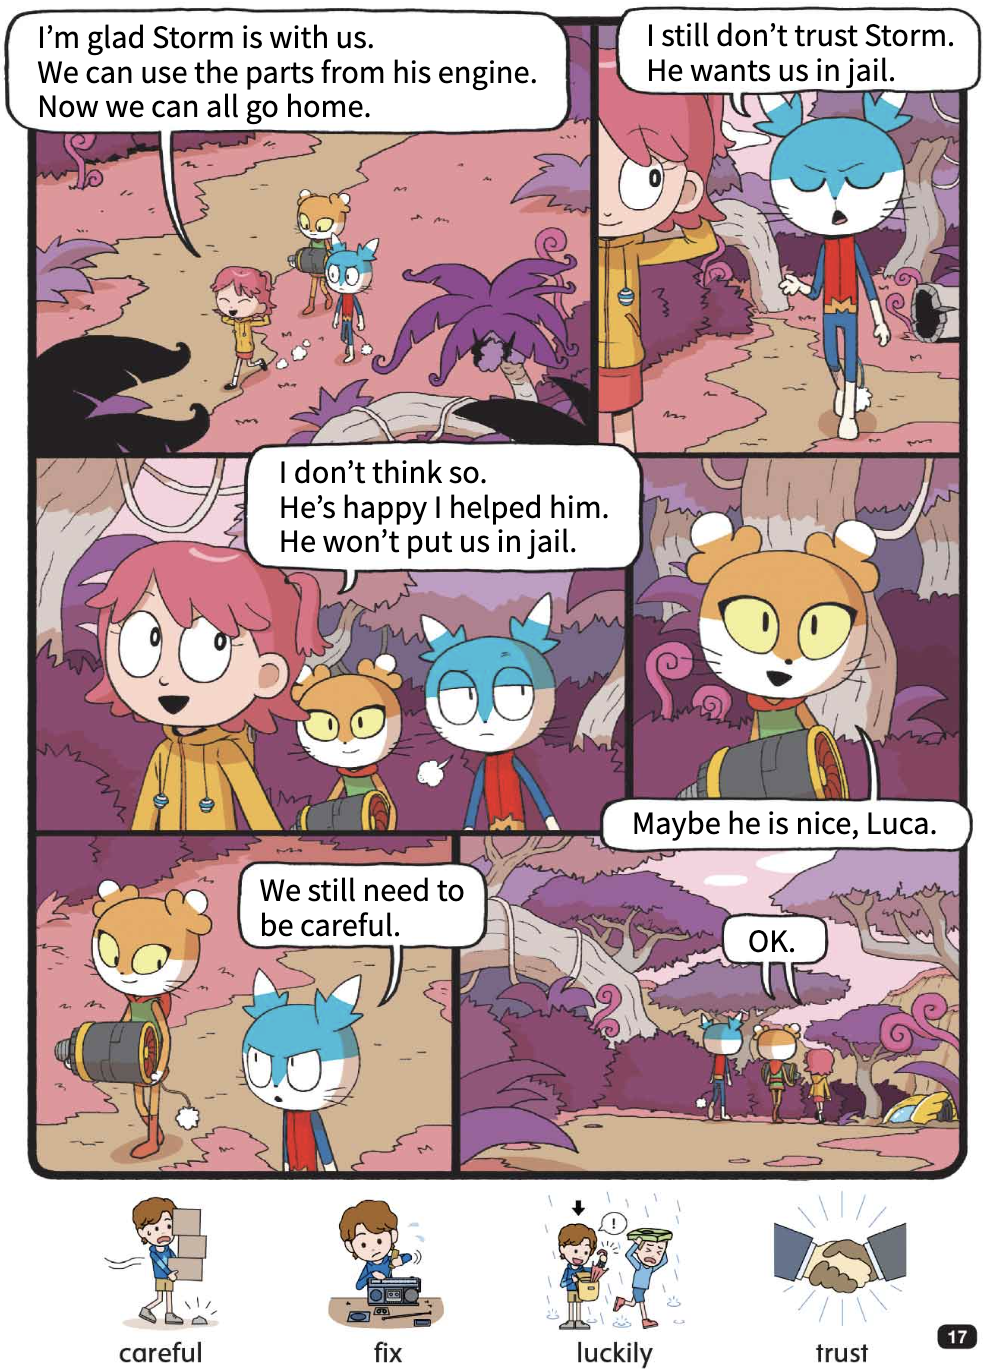 I'm glad Storm is with us.
We can use the parts from his engine.
Now we can all go home.
I still don't trust Storm.
He wants us in jail.
I don't think so.
He's happy I helped him.
He won't put us in jail.
Maybe he is nice, Luca.
We still need to
be careful.
OK.
!
careful
fix
luckily
trust
17